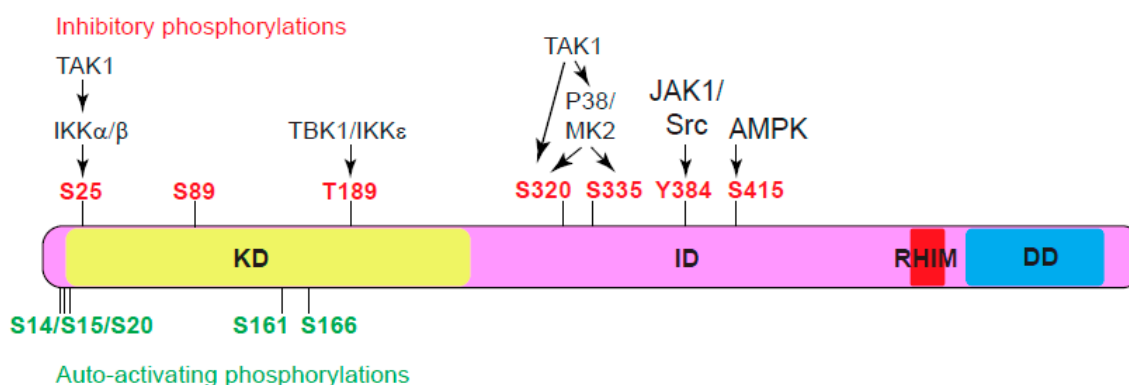 Inhibitory phosphorylations
TAK1
IKKα/β
TBK1/IKKε
TAK1
P38/
MK2
JAK1/
Src
AMPK
S25
S89
T189
S320
S335
Y384
S415
KD
ID
RHIM
DD
S14/S15/S20
S161
S166
Auto-activating phosphorylations